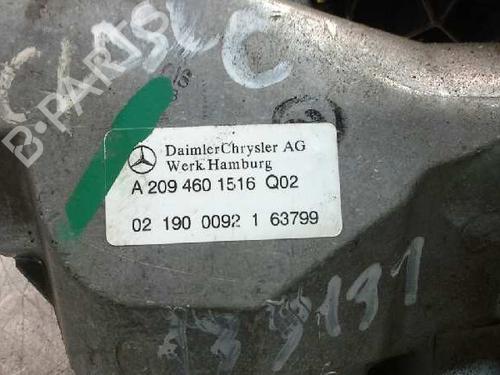 B-PARTS
DaimlerChrysler AG
Werk.Hamburg
A 209 460 1516 Q02
02 190 0092 1 63799